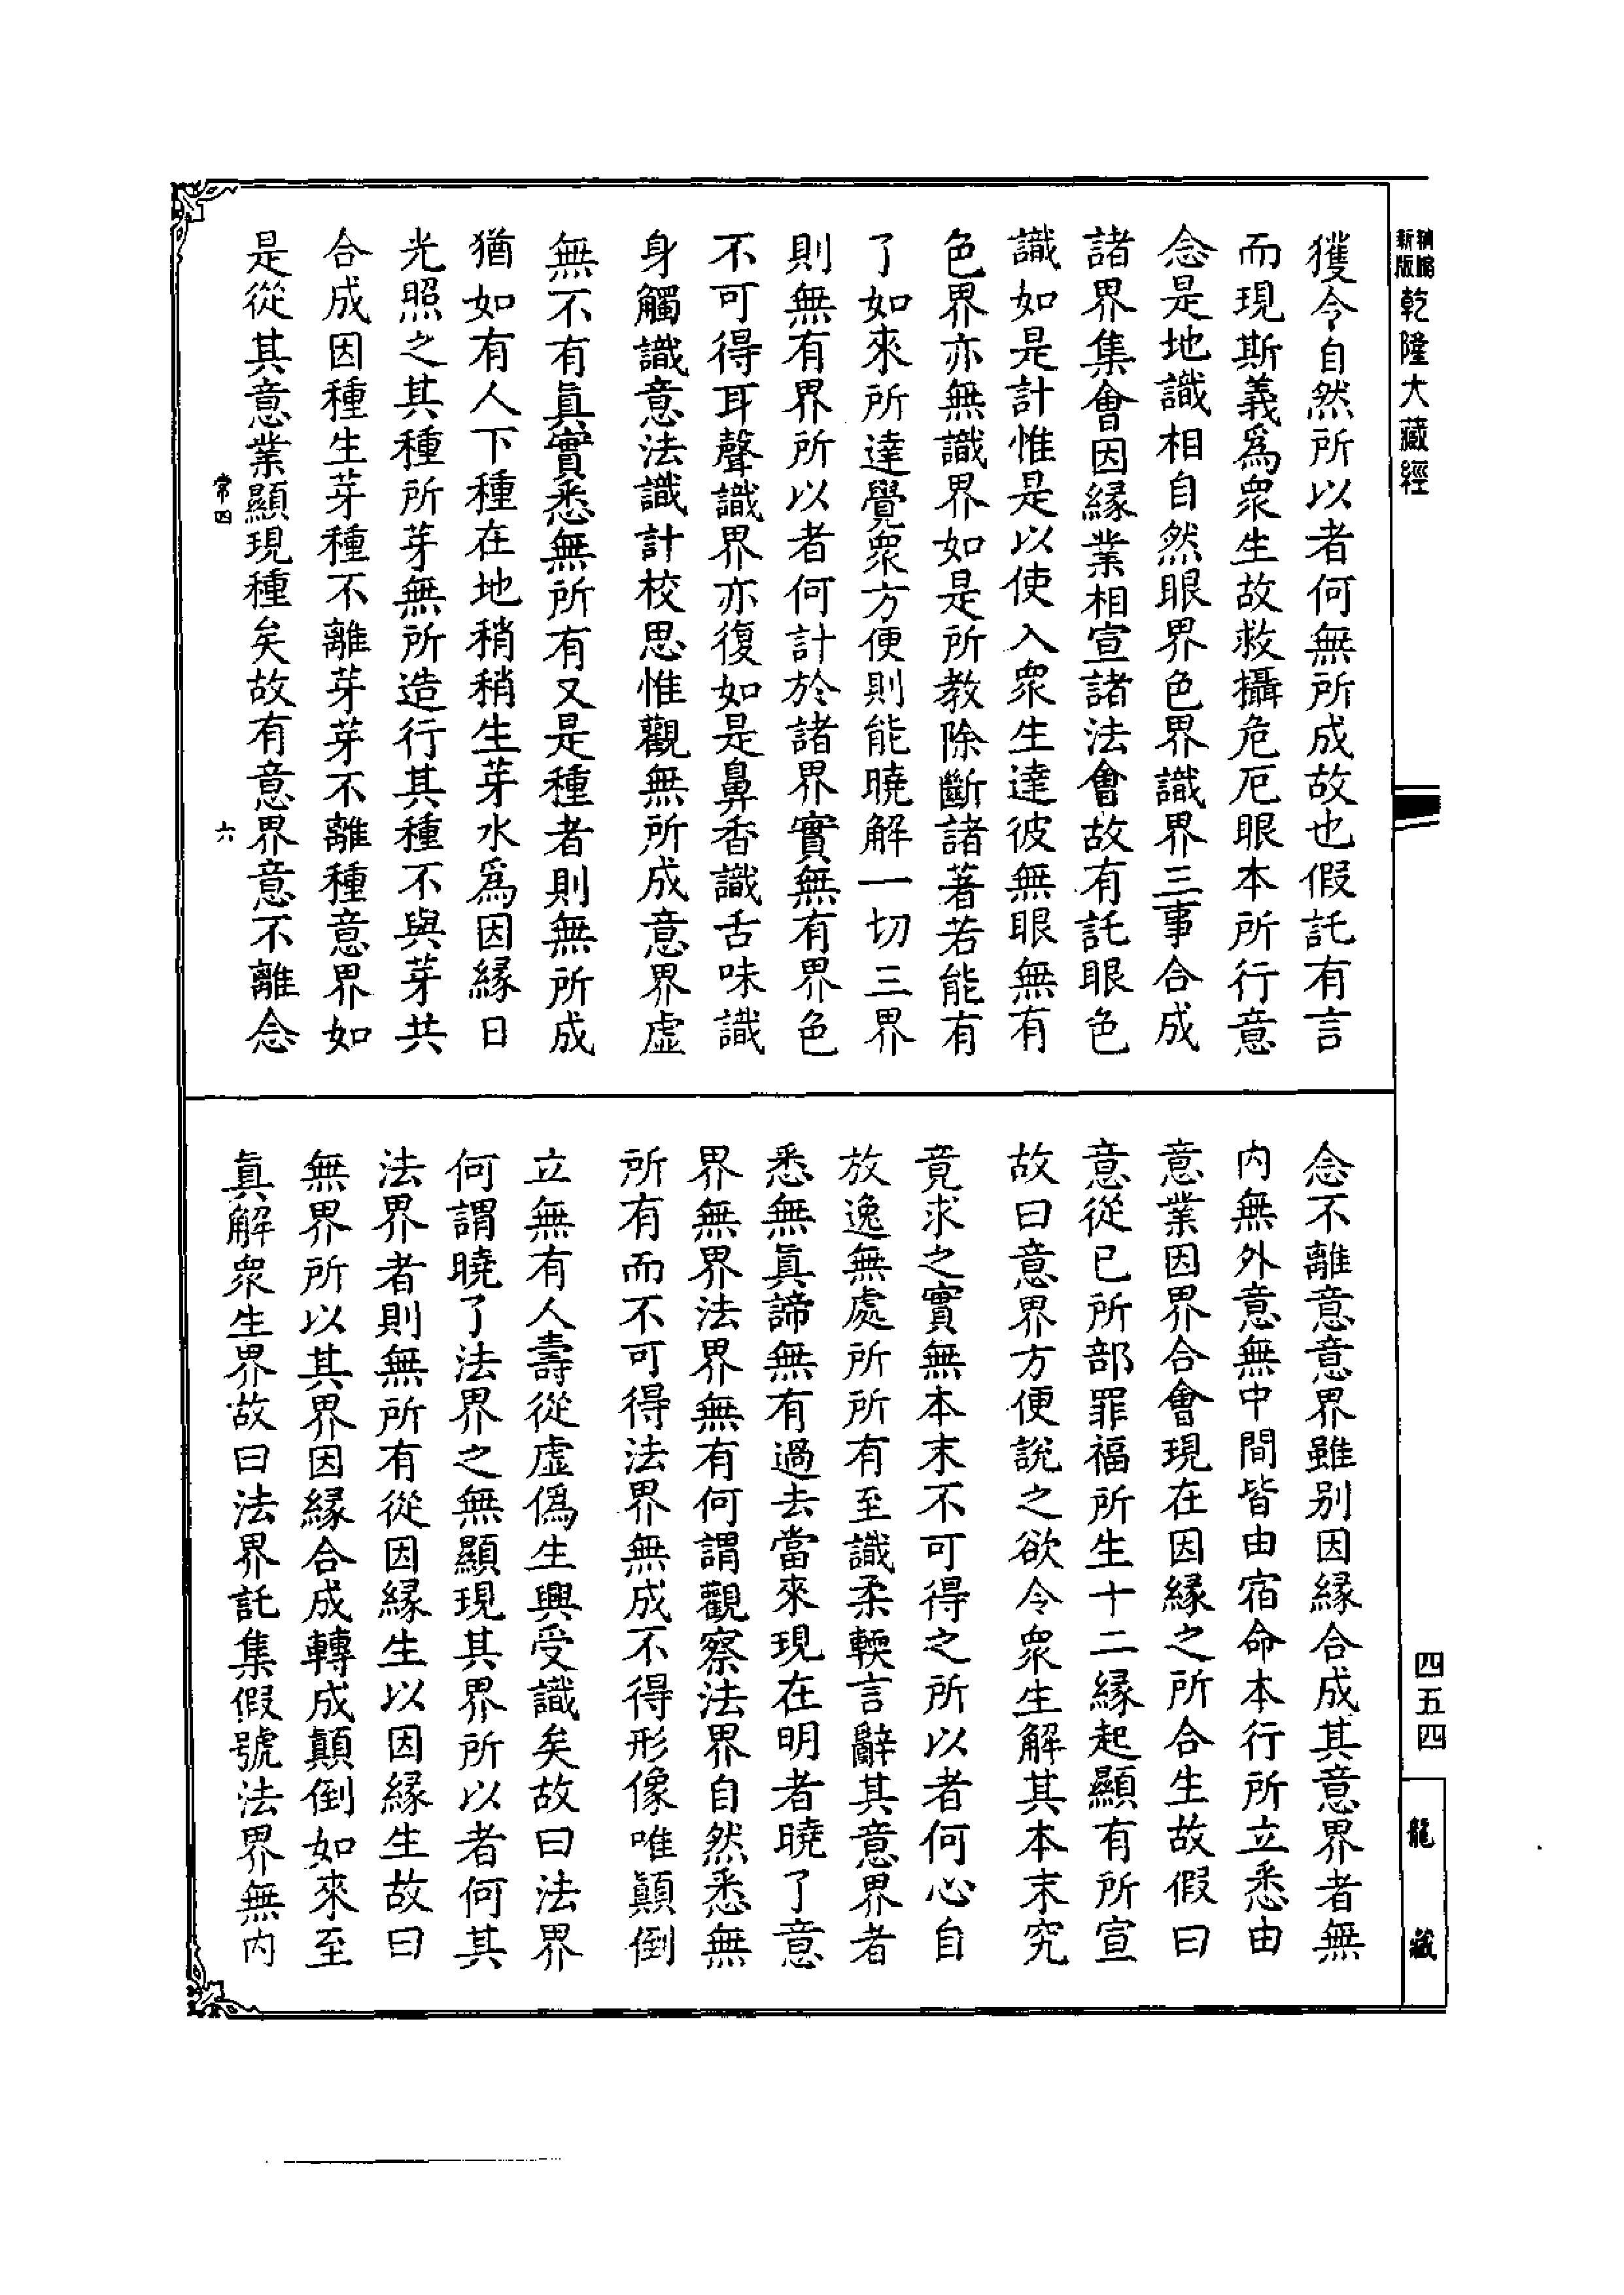 新版
乾隆大藏經
獲令自然所以者何無所成故也假託有言
而現斯義爲衆生故救攝危厄眼本所行意
念是地識相自然眼界色界識界三事合成
諸界集會因緣業相宣諸法會故有託眼色
識如是計惟是以使入衆生達彼無眼無有
色界亦無識界如是所教除斷諸著若能有
了如來所達覺衆方便則能曉解一切三界
則無有界所以者何計於諸界實無有界色
不可得耳聲識界亦復如是鼻香識舌味識
身觸識意法識計校思惟觀無所成意界虛
無不有眞實悉無所有又是種者則無所成
猶如有人下種在地稍稍生芽水爲因緣日
光照之其種所芽無所造行其種不與芽共
合成因種生芽種不離芽芽不離種意界如
是從其意業顯現種矣故有意界意不離念
常四
六
念不離意意界雖别因緣合成其意界者無
内無外意無中間皆由宿命本行所立悉由
意業因界合會現在因緣之所合生故假曰
意從已所部罪福所生十二緣起顯有所宣
故曰意界方便說之欲令衆生解其本末究
竟求之實無本末不可得之所以者何心自
放逸無處所所有至識柔輭言辭其意界者
悉無眞諦無有過去當來現在明者曉了意
界無界法界無有何謂觀察法界自然悉無
所有而不可得法界無成不得形像唯顛倒
立無有人壽從虛僞生興受識矣故曰法界
何謂曉了法界之無顯現其界所以者何其
法界者則無所有從因緣生以因緣生故曰
無界所以其界因緣合成轉成顛倒如來至
眞解衆生界故曰法界託集假號法界無内
四五四
龍藏